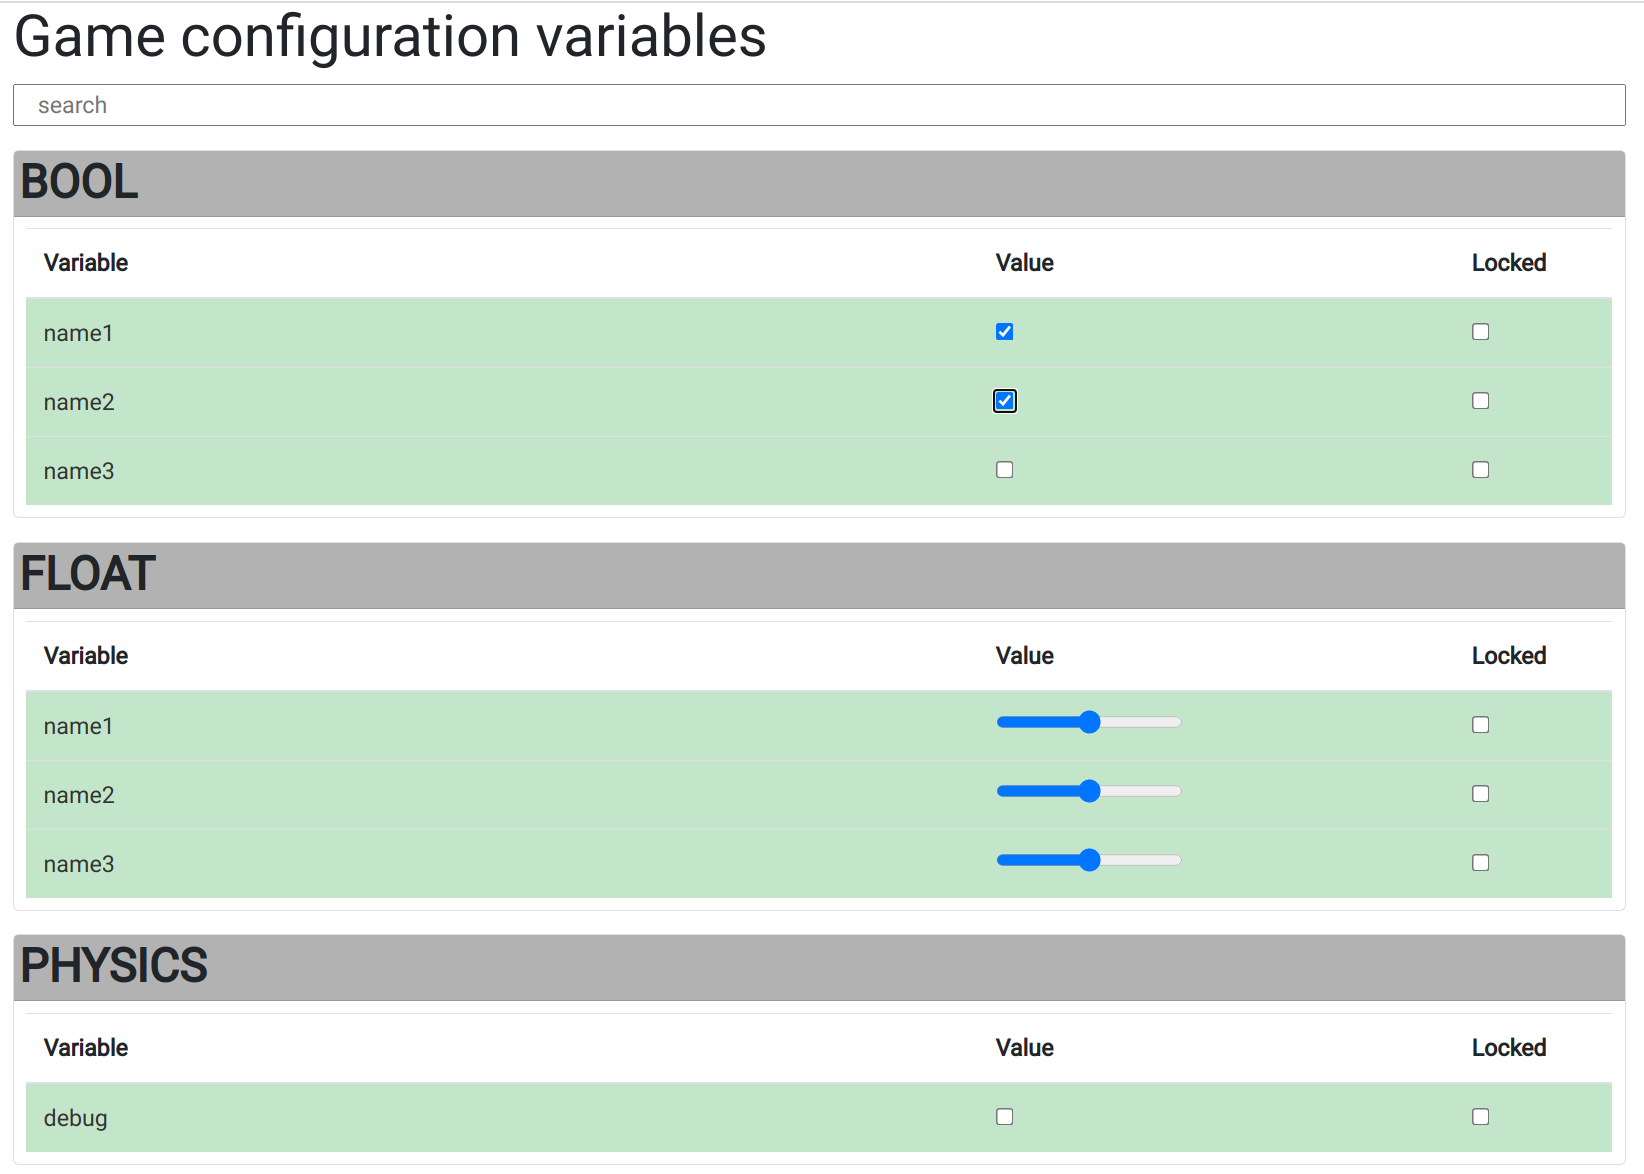 Game configuration variables
search
BOOL
Variable Value Locked
name1
name2
name3
FLOAT
Variable Value Locked
name1
name2
name3
PHYSICS
Variable Value Locked
debug